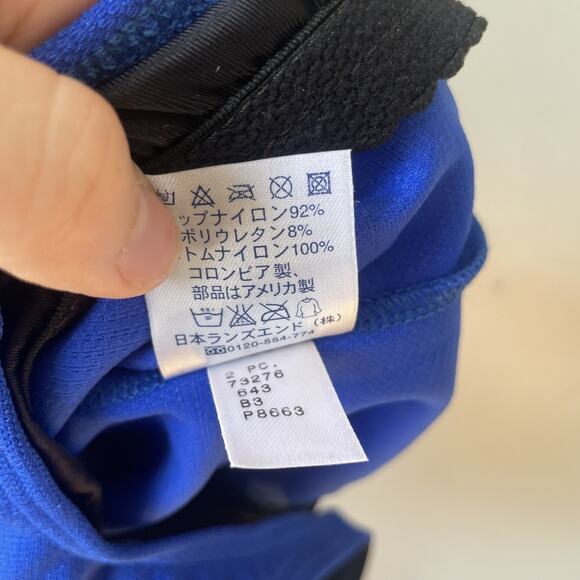 ップナイロン92%
ポリウレタン8%
トムナイロン100%
コロンビア製、
部品はアメリカ製
日本ランズエンド(株)
0120-554-774
2 PC.
73276
643
B3
P8663